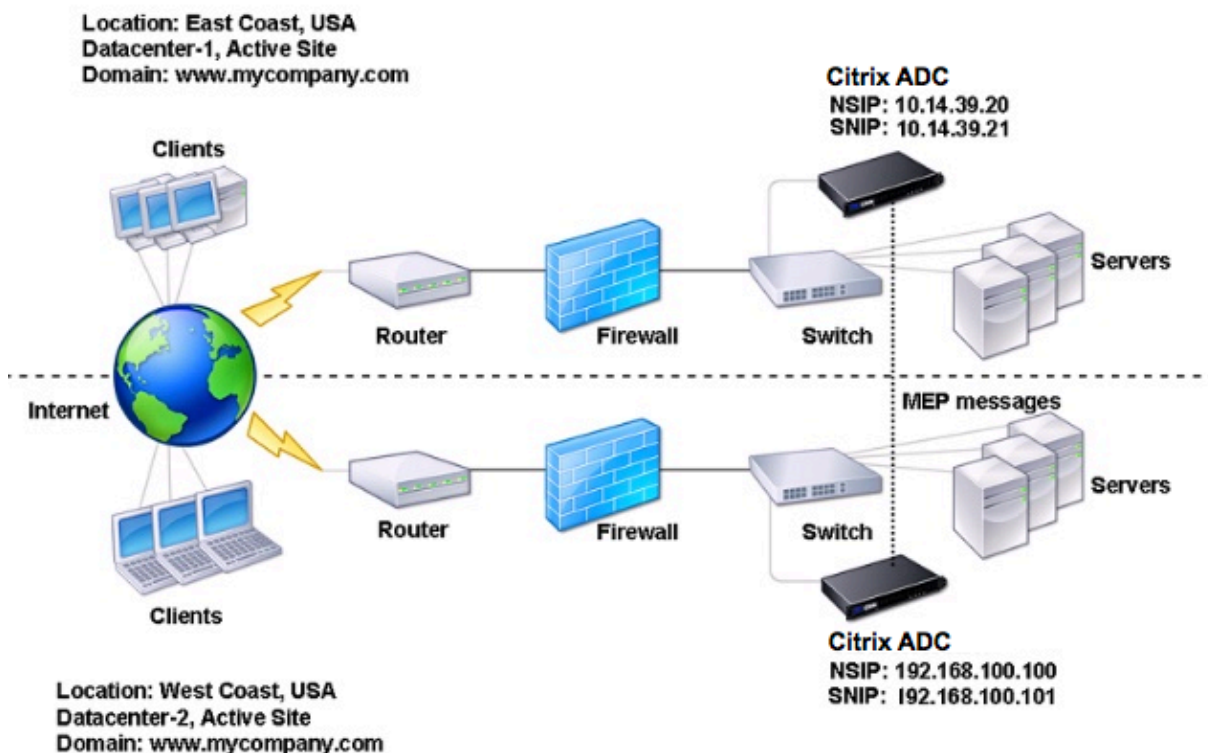 Location: East Coast, USA
Datacenter-1, Active Site
Domain: www.mycompany.com
Citrix ADC
NSIP: 10.14.39.20
SNIP: 10.14.39.21
Clients
Servers
Router
Firewall
Switch
Internet
MEP messages
Servers
Router
Firewall
Switch
Clients
Citrix ADC
NSIP: 192.168.100.100
SNIP: 192.168.100.101
Location: West Coast, USA
Datacenter-2, Active Site
Domain: www.mycompany.com